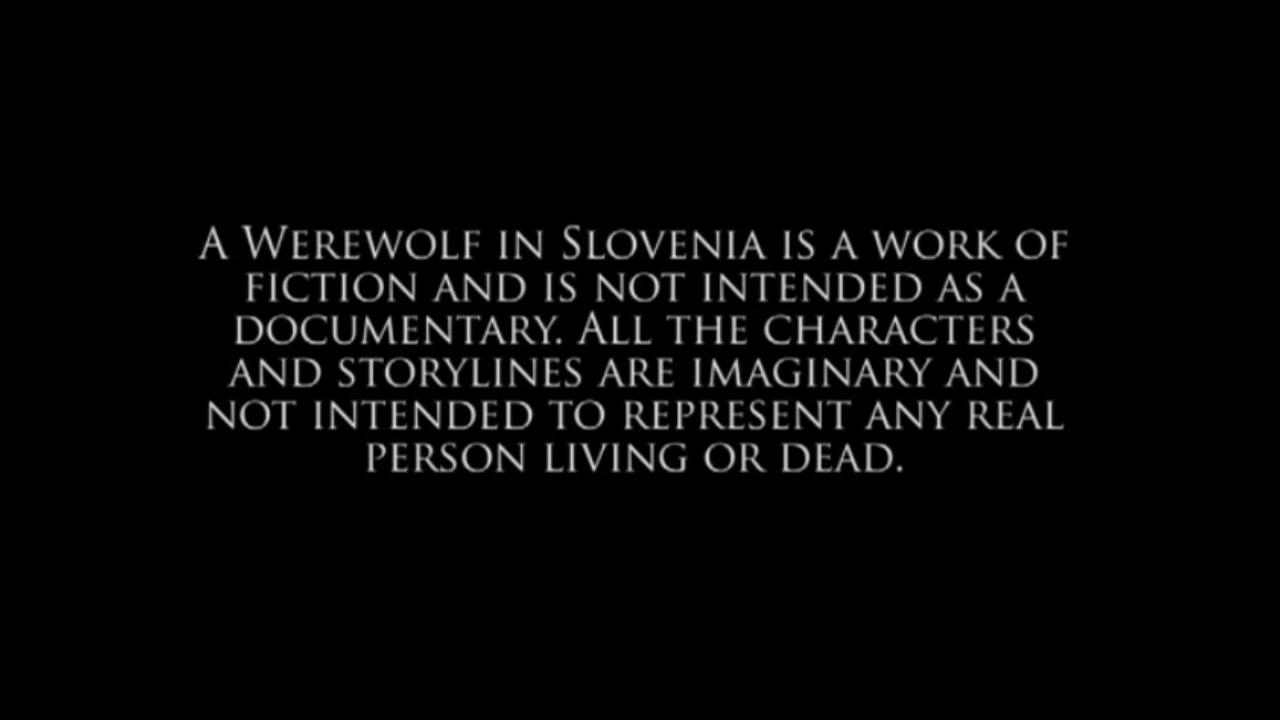 A Werewolf in Slovenia is a work of
fiction and is not intended as a
documentary. All the characters
and storylines are imaginary and
not intended to represent any real
person living or dead.